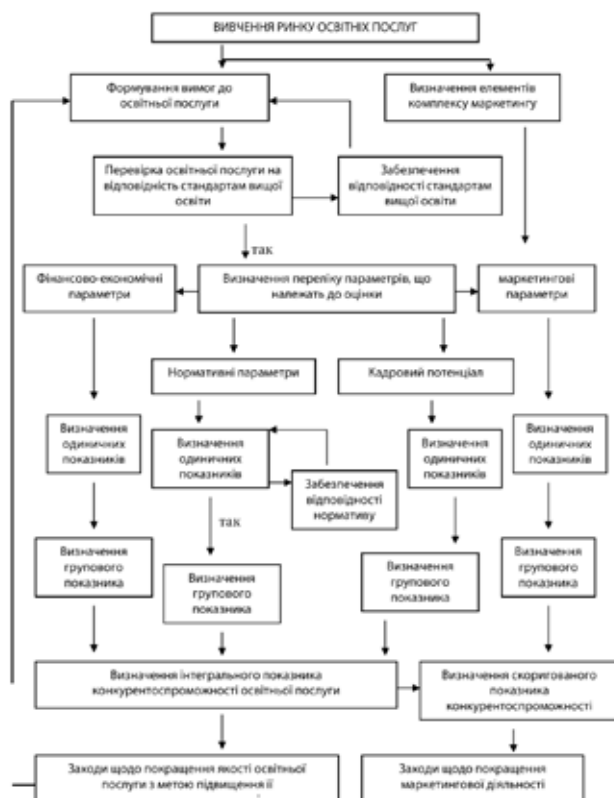 ВИВЧЕННЯ РИНКУ ОСВІТНІХ ПОСЛУГ
Формування вимог до
освітньої послуги
Визначення елементів
комплексу маркетингу
Перевірка освітньої послуги на
відповідність стандартам вищої
освіти
Забезпечення
відповідності стандартам
вищої освіти
так
Фінансово-економічні
параметри
Визначення переліку параметрів, що
належать до оцінки
маркетингові
параметри
Нормативні параметри
Кадровий потенціал
Визначення
одиничних
показників
Визначення
одиничних
показників
Забезпечення
відповідності
нормативу
Визначення
одиничних
показників
Визначення
одиничних
показників
так
Визначення
групового
показника
Визначення
групового
показника
Визначення
групового
показника
Визначення
групового
показника
Визначення інтегрального показника
конкурентоспроможності освітньої послуги
Визначення скоригованого
показника
конкурентоспроможності
Заходи щодо покращення якості освітньої
послуги з метою підвищення її
Заходи щодо покращення
маркетингової діяльності